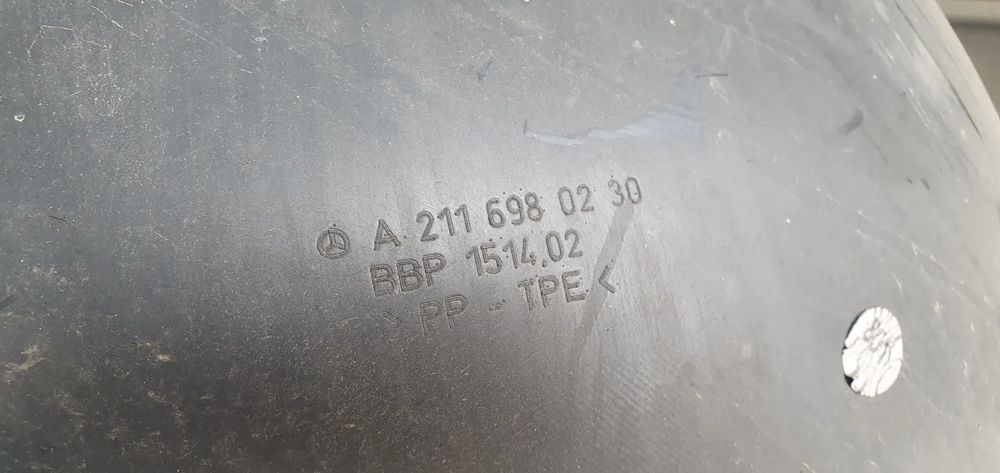 A 211 698 02 30
BBP 1514.02
> PP - TPE <